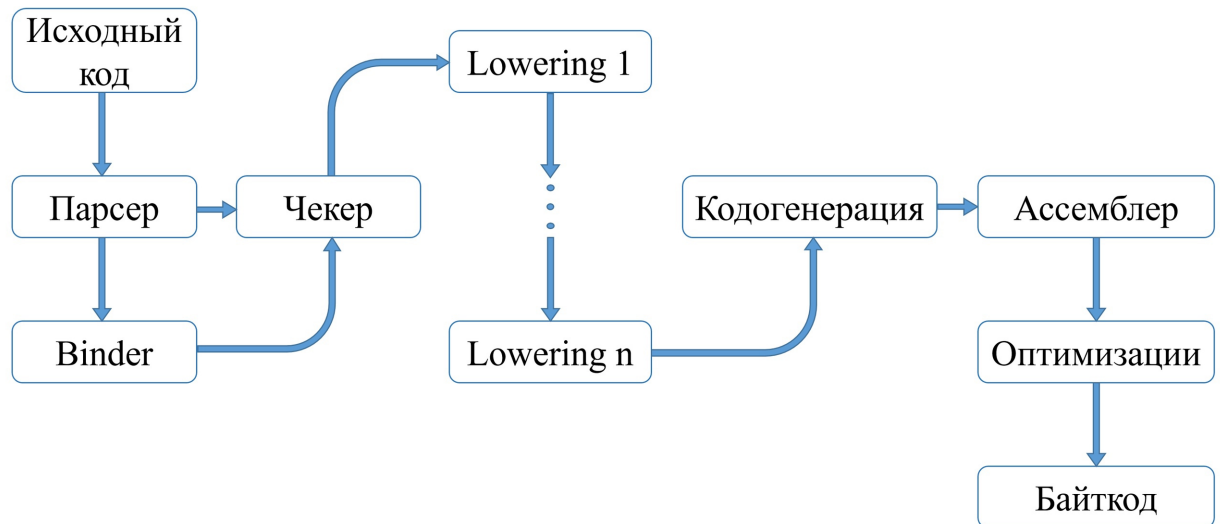 Исходный
код
Парсер
Binder
Чекер
Lowering 1
Lowering n
Кодогенерация
Ассемблер
Оптимизации
Байткод